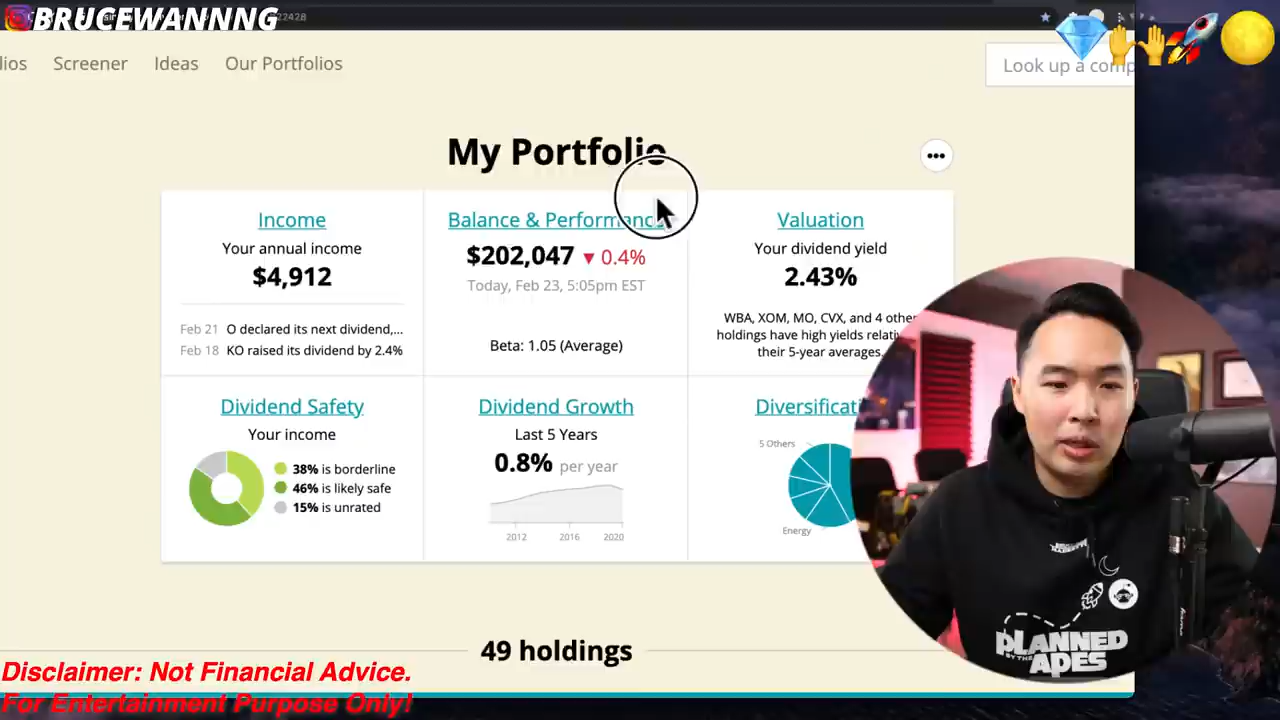 BRUCEWANNNG
22428
lios Screener Ideas Our Portfolios
Look up a comp
My Portfolio
Income
Your annual income
$4,912
Feb 21 O declared its next dividend,...
Feb 18 KO raised its dividend by 2.4%
Balance & Performance
$202,047 ▼ 0.4%
Today, Feb 23, 5:05pm EST
Beta: 1.05 (Average)
Valuation
Your dividend yield
2.43%
WBA, XOM, MO, CVX, and 4 other
holdings have high yields relati
their 5-year averages.
Dividend Safety
Your income
38% is borderline
46% is likely safe
15% is unrated
Dividend Growth
Last 5 Years
0.8% per year
2012 2016 2020
Diversificati
5 Others
Energy
49 holdings
PLANNED
BY THE
APES
Disclaimer: Not Financial Advice.
For Entertainment Purpose Only!